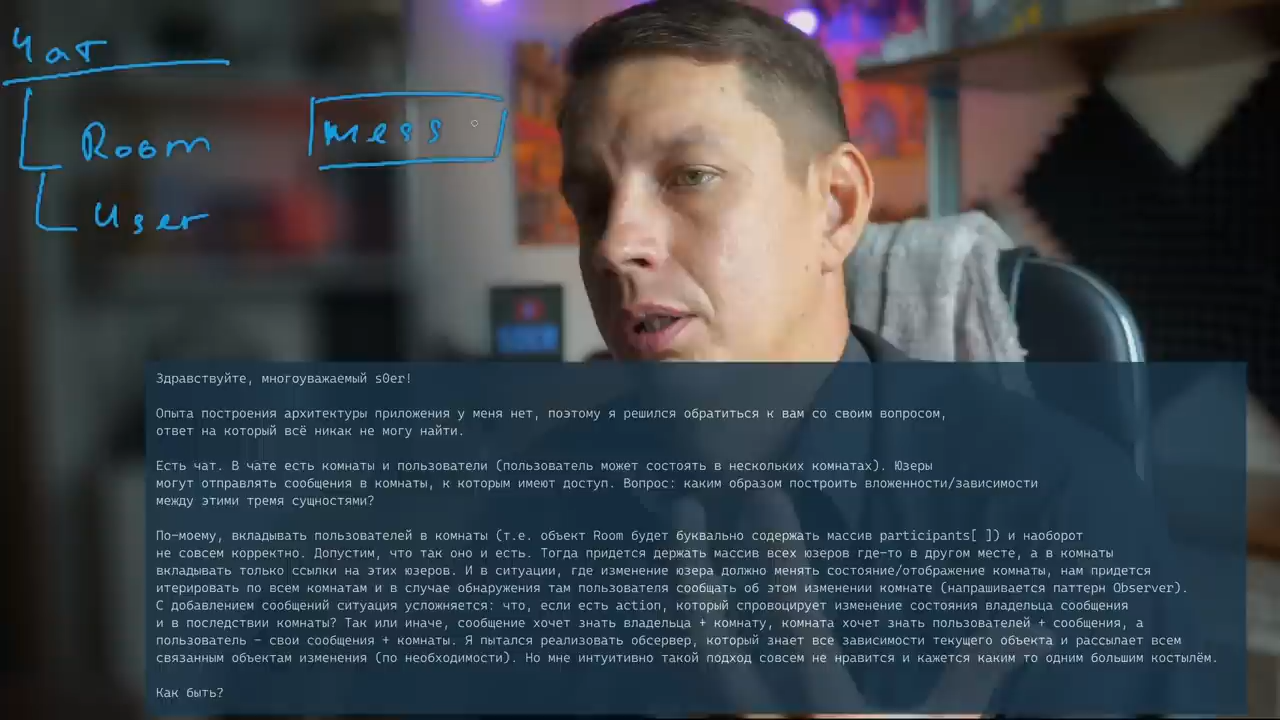 Чат
Room
mess
User
Здравствуйте, многоуважаемый s0er!
Опыта построения архитектуры приложения у меня нет, поэтому я решился обратиться к вам со своим вопросом,
ответ на который всё никак не могу найти.
Есть чат. В чате есть комнаты и пользователи (пользователь может состоять в нескольких комнатах). Юзеры
могут отправлять сообщения в комнаты, к которым имеют доступ. Вопрос: каким образом построить вложенности/зависимости
между этими тремя сущностями?
По-моему, вкладывать пользователей в комнаты (т.е. объект Room будет буквально содержать массив participants[ ]) и наоборот
не совсем корректно. Допустим, что так оно и есть. Тогда придется держать массив всех юзеров где-то в другом месте, а в комнаты
вкладывать только ссылки на этих юзеров. И в ситуации, где изменение юзера должно менять состояние/отображение комнаты, нам придется
итерировать по всем комнатам и в случае обнаружения там пользователя сообщать об этом изменении комнате (напрашивается паттерн Observer).
С добавлением сообщений ситуация усложняется: что, если есть action, который спровоцирует изменение состояния владельца сообщения
и в последствии комнаты? Так или иначе, сообщение хочет знать владельца + комнату, комната хочет знать пользователей + сообщения, а
пользователь – свои сообщения + комнаты. Я пытался реализовать обсервер, который знает все зависимости текущего объекта и рассылает всем
связанным объектам изменения (по необходимости). Но мне интуитивно такой подход совсем не нравится и кажется каким то одним большим костылём.
Как быть?